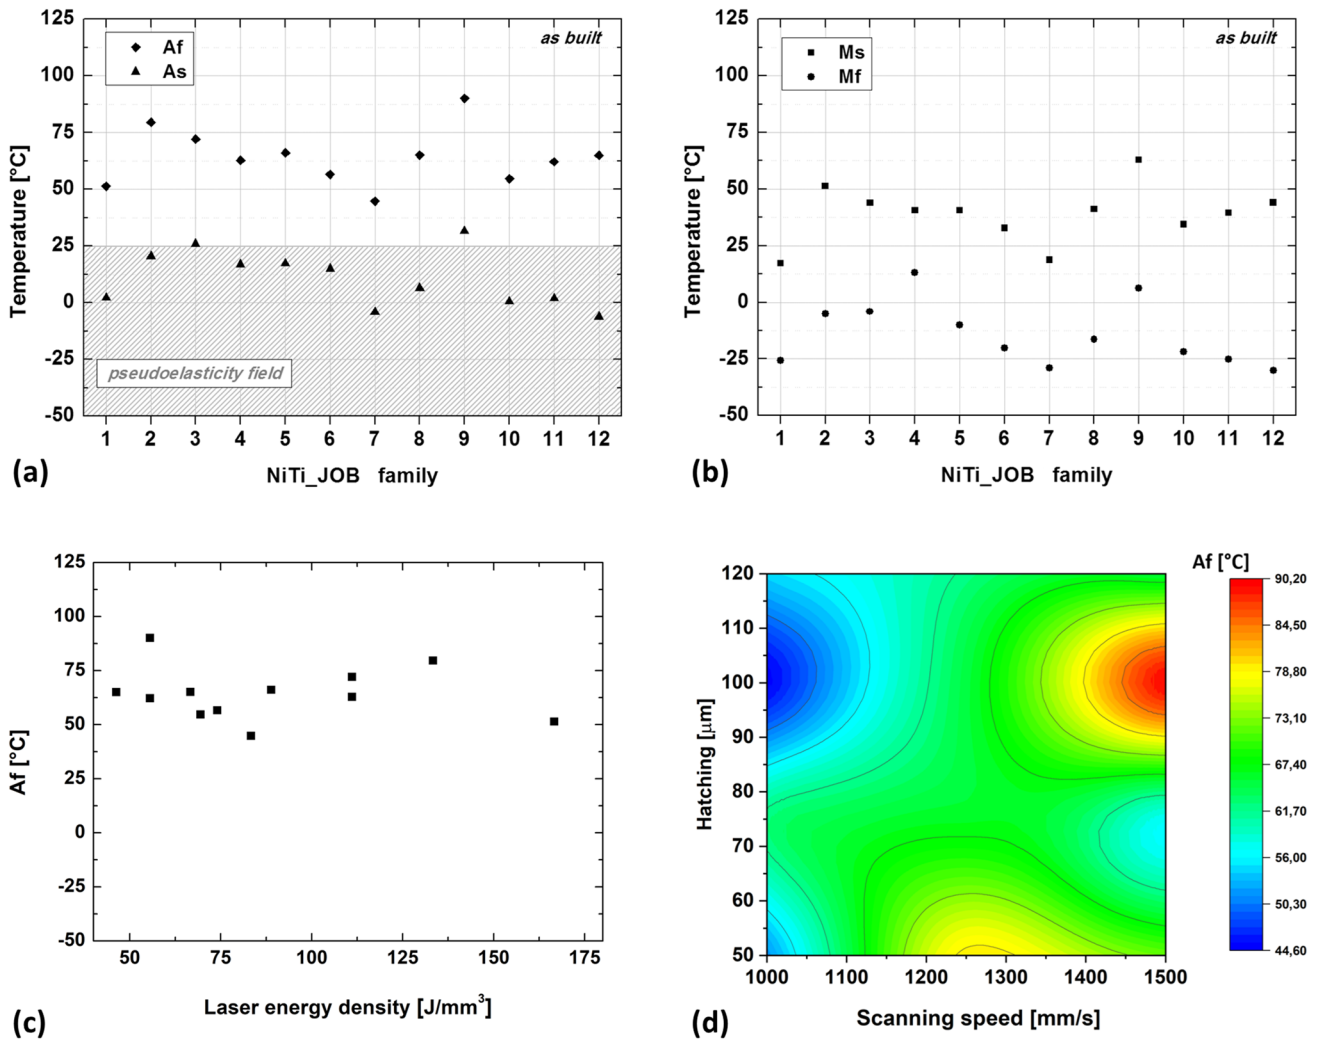 125
100
75
50
25
0
-25
-50
Temperature [°C]
Af
As
as built
pseudoelasticity field
1 2 3 4 5 6 7 8 9 10 11 12
NiTi_JOB family
(a)
125
100
75
50
25
0
-25
-50
Temperature [°C]
Ms
Mf
as built
1 2 3 4 5 6 7 8 9 10 11 12
NiTi_JOB family
(b)
125
100
75
50
25
0
-25
-50
Af [°C]
50 75 100 125 150 175
Laser energy density [J/mm³]
(c)
120
110
100
90
80
70
60
50
Hatching [µm]
1000 1100 1200 1300 1400 1500
Scanning speed [mm/s]
Af [°C]
90,20
84,50
78,80
73,10
67,40
61,70
56,00
50,30
44,60
(d)